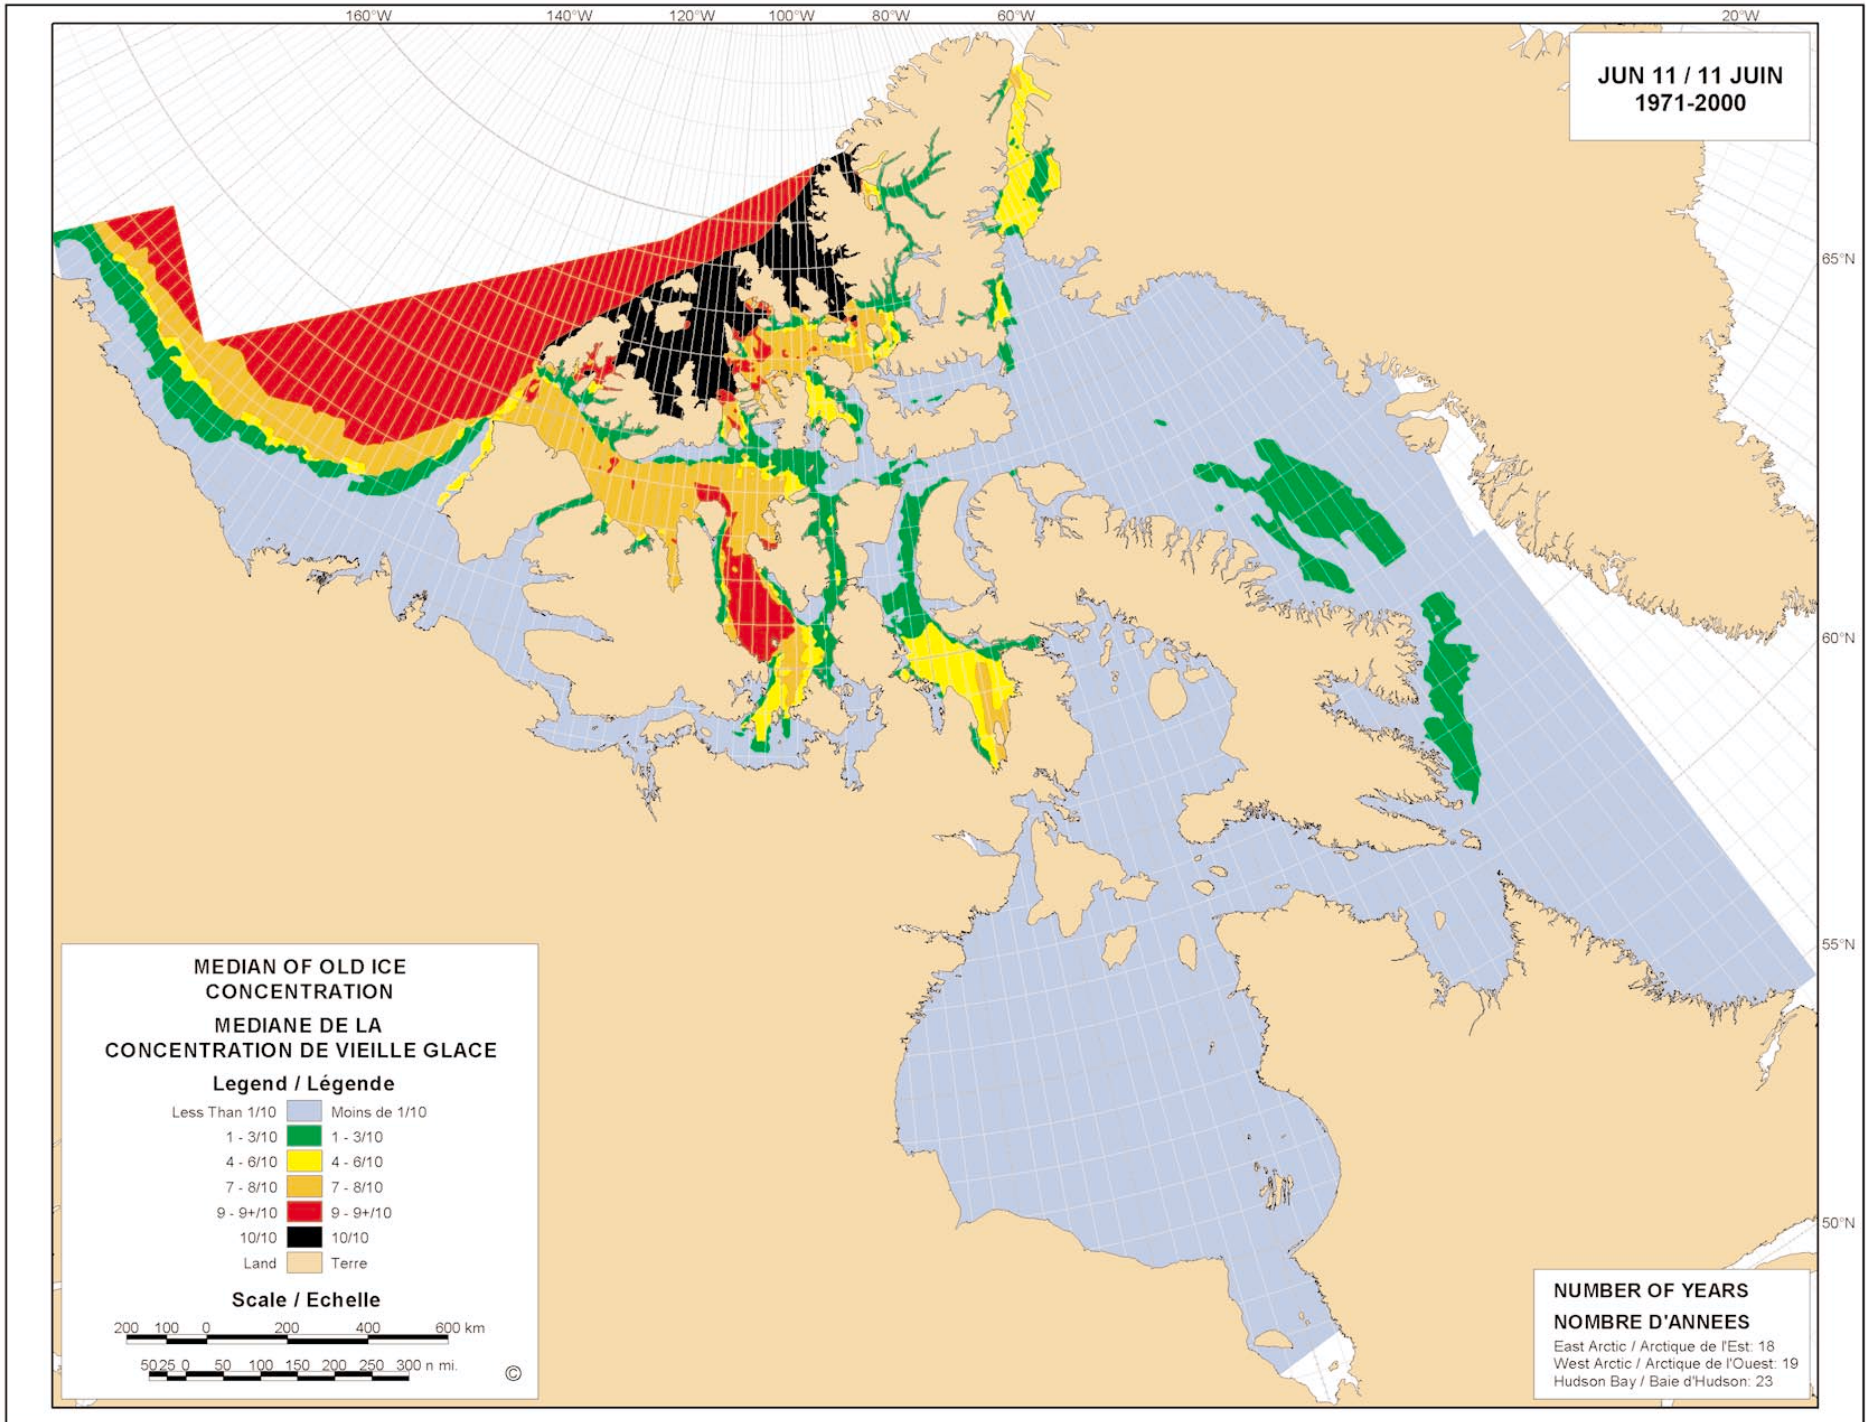 160°W 140°W 120°W 100°W 80°W 60°W 20°W
JUN 11 / 11 JUIN
1971-2000
65°N
60°N
55°N
50°N
MEDIAN OF OLD ICE
CONCENTRATION
MEDIANE DE LA
CONCENTRATION DE VIEILLE GLACE
Legend / Légende
Less Than 1/10 Moins de 1/10
1 - 3/10 1 - 3/10
4 - 6/10 4 - 6/10
7 - 8/10 7 - 8/10
9 - 9+/10 9 - 9+/10
10/10 10/10
Land Terre
Scale / Echelle
200 100 0 200 400 600 km
50 25 0 50 100 150 200 250 300 n mi.
©
NUMBER OF YEARS
NOMBRE D'ANNEES
East Arctic / Arctique de l'Est: 18
West Arctic / Arctique de l'Ouest: 19
Hudson Bay / Baie d'Hudson: 23